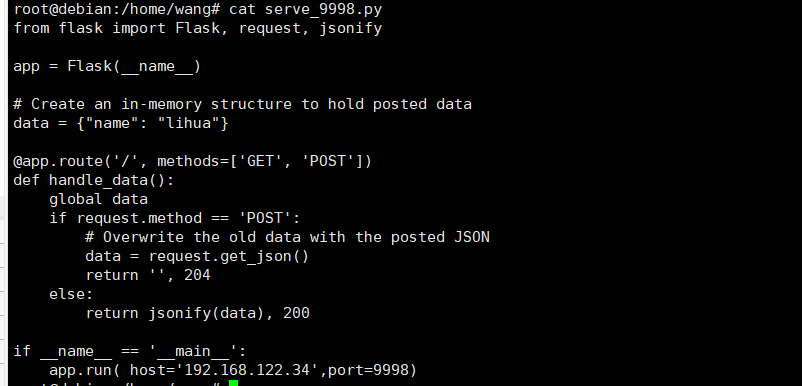 root@debian:/home/wang# cat serve_9998.py
from flask import Flask, request, jsonify

app = Flask(__name__)

# Create an in-memory structure to hold posted data
data = {"name": "lihua"}

@app.route('/', methods=['GET', 'POST'])
def handle_data():
    global data
    if request.method == 'POST':
        # Overwrite the old data with the posted JSON
        data = request.get_json()
        return '', 204
    else:
        return jsonify(data), 200

if __name__ == '__main__':
    app.run( host='192.168.122.34',port=9998)